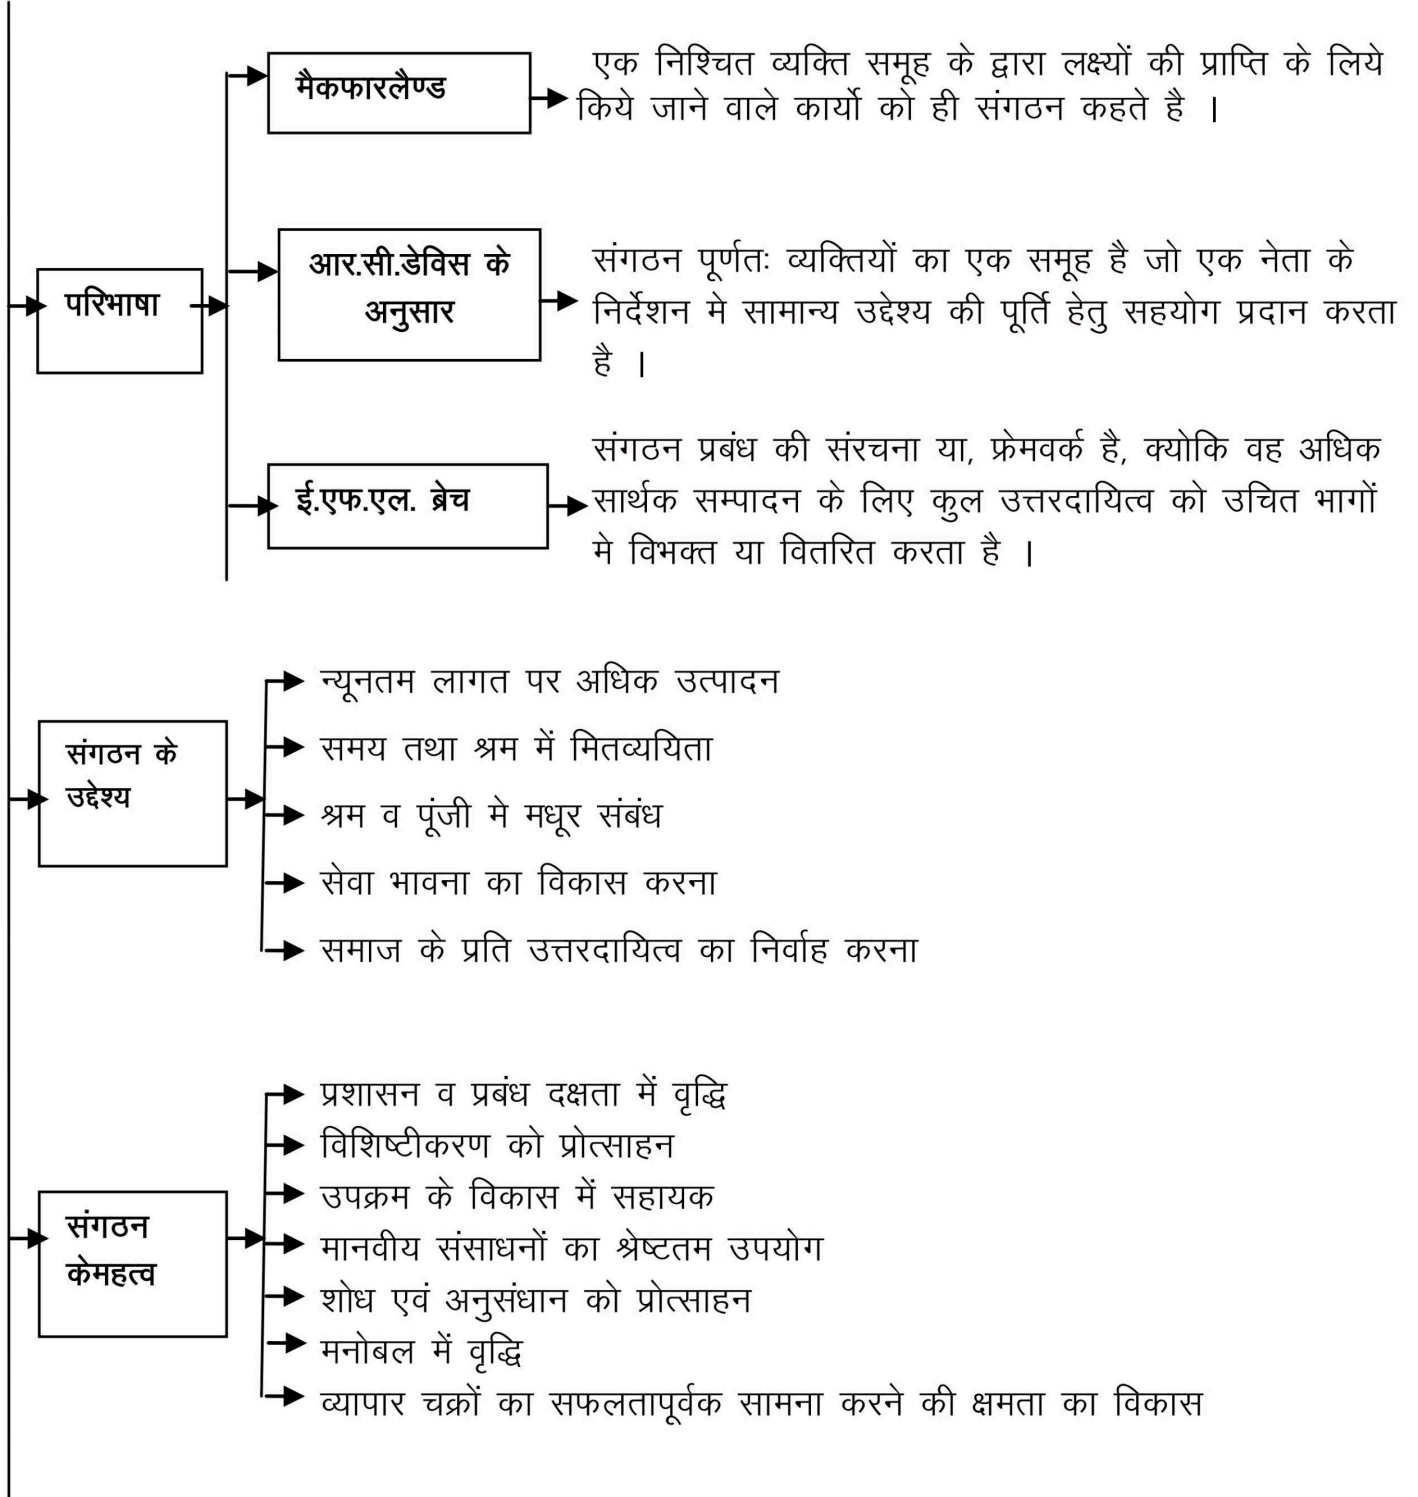 मैकफारलैण्ड
एक निश्चित व्यक्ति समूह के द्वारा लक्ष्यों की प्राप्ति के लिये
किये जाने वाले कार्यो को ही संगठन कहते है ।
परिभाषा
आर.सी.डेविस के
अनुसार
संगठन पूर्णतः व्यक्तियों का एक समूह है जो एक नेता के
निर्देशन मे सामान्य उद्देश्य की पूर्ति हेतु सहयोग प्रदान करता
है ।
ई.एफ.एल. ब्रेच
संगठन प्रबंध की संरचना या, फ्रेमवर्क है, क्योकि वह अधिक
सार्थक सम्पादन के लिए कुल उत्तरदायित्व को उचित भागों
मे विभक्त या वितरित करता है ।
संगठन के
उद्देश्य
न्यूनतम लागत पर अधिक उत्पादन
समय तथा श्रम में मितव्ययिता
श्रम व पूंजी मे मधूर संबंध
सेवा भावना का विकास करना
समाज के प्रति उत्तरदायित्व का निर्वाह करना
संगठन
केमहत्व
प्रशासन व प्रबंध दक्षता में वृद्धि
विशिष्टीकरण को प्रोत्साहन
उपक्रम के विकास में सहायक
मानवीय संसाधनों का श्रेष्टतम उपयोग
शोध एवं अनुसंधान को प्रोत्साहन
मनोबल में वृद्धि
व्यापार चक्रों का सफलतापूर्वक सामना करने की क्षमता का विकास